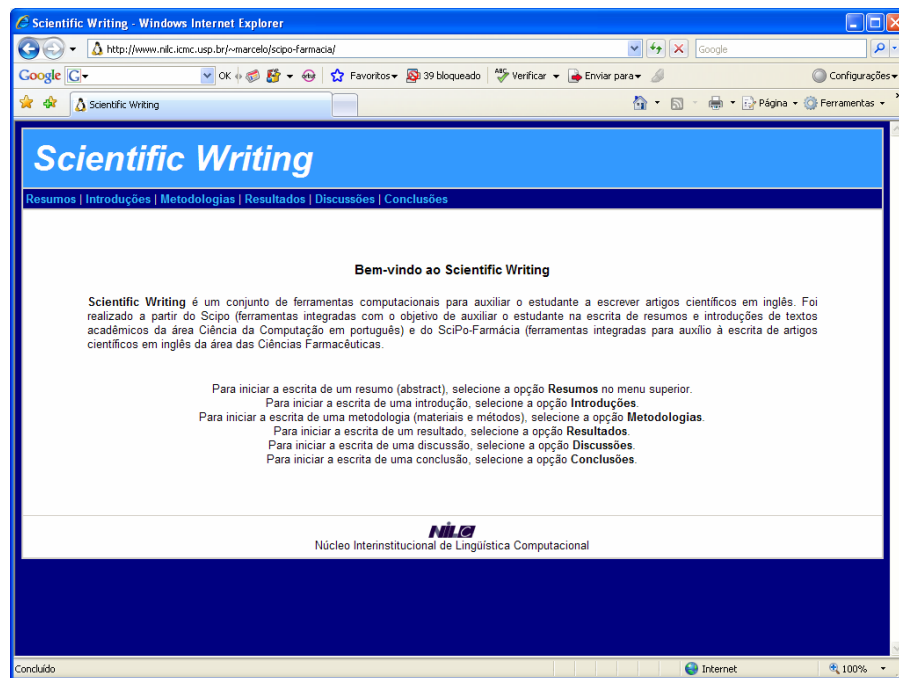 Scientific Writing - Windows Internet Explorer
http://www.nilc.icmc.usp.br/~marcelo/scipo-farmacia/
Google
Google G OK 39 bloqueado Favoritos ABC Verificar Enviar para Configurações
Scientific Writing Página Ferramentas
Scientific Writing
Resumos | Introduções | Metodologias | Resultados | Discussões | Conclusões
Bem-vindo ao Scientific Writing
Scientific Writing é um conjunto de ferramentas computacionais para auxiliar o estudante a escrever artigos científicos em inglês. Foi
realizado a partir do Scipo (ferramentas integradas com o objetivo de auxiliar o estudante na escrita de resumos e introduções de textos
acadêmicos da área Ciência da Computação em português) e do SciPo-Farmácia (ferramentas integradas para auxílio à escrita de artigos
científicos em inglês da área das Ciências Farmacêuticas.
Para iniciar a escrita de um resumo (abstract), selecione a opção Resumos no menu superior.
Para iniciar a escrita de uma introdução, selecione a opção Introduções.
Para iniciar a escrita de uma metodologia (materiais e métodos), selecione a opção Metodologias.
Para iniciar a escrita de um resultado, selecione a opção Resultados.
Para iniciar a escrita de uma discussão, selecione a opção Discussões.
Para iniciar a escrita de uma conclusão, selecione a opção Conclusões.
NILC
Núcleo Interinstitucional de Lingüística Computacional
Concluído Internet 100%